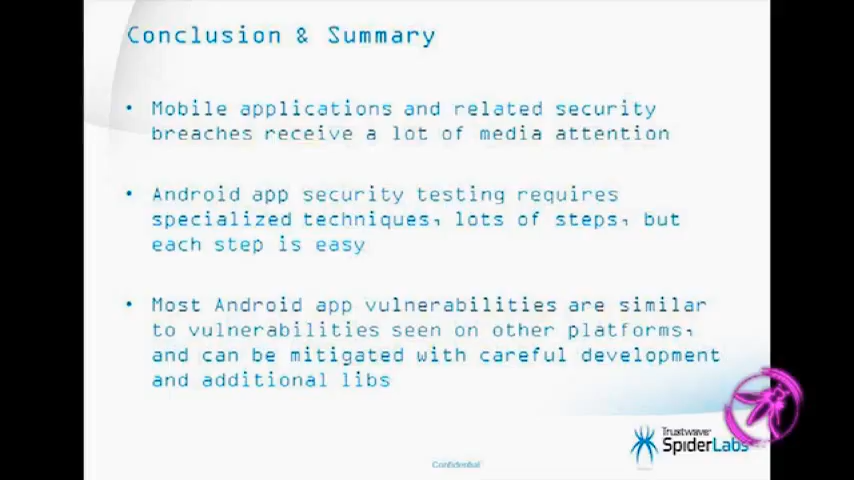 Conclusion & Summary
• Mobile applications and related security
breaches receive a lot of media attention
• Android app security testing requires
specialized techniques, lots of steps, but
each step is easy
• Most Android app vulnerabilities are similar
to vulnerabilities seen on other platforms,
and can be mitigated with careful development
and additional libs
Trustwave®
SpiderLabs
Confidential